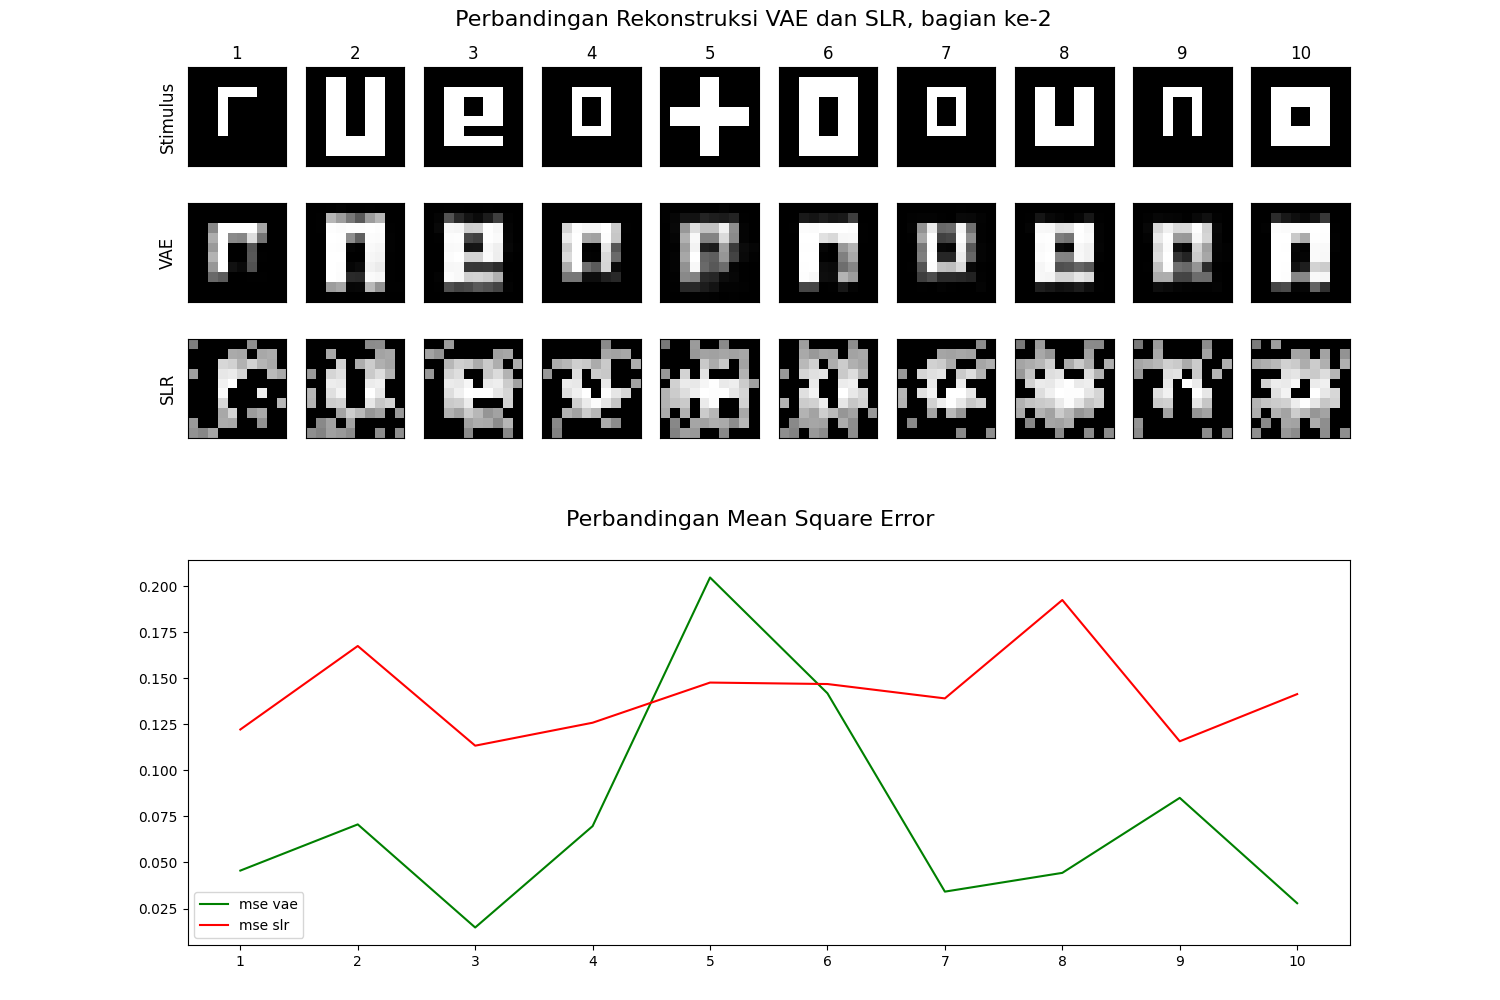 Perbandingan Rekonstruksi VAE dan SLR, bagian ke-2
1 2 3 4 5 6 7 8 9 10
Stimulus
VAE
SLR
Perbandingan Mean Square Error
0.200
0.175
0.150
0.125
0.100
0.075
0.050
0.025
mse vae
mse slr
1 2 3 4 5 6 7 8 9 10